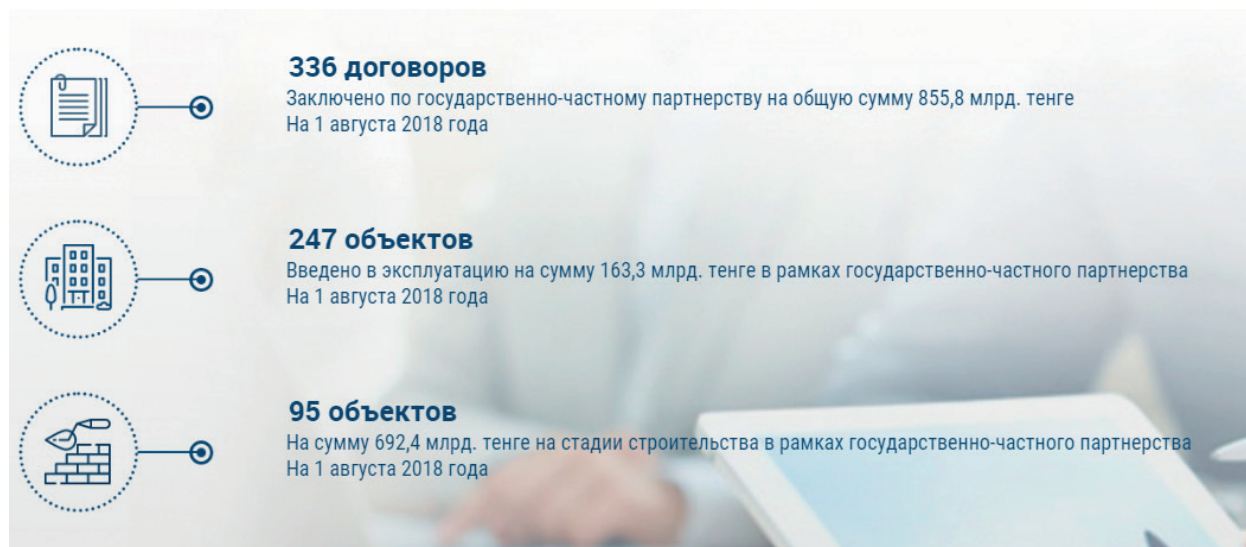 336 договоров
Заключено по государственно-частному партнерству на общую сумму 855,8 млрд. тенге
На 1 августа 2018 года
247 объектов
Введено в эксплуатацию на сумму 163,3 млрд. тенге в рамках государственно-частного партнерства
На 1 августа 2018 года
95 объектов
На сумму 692,4 млрд. тенге на стадии строительства в рамках государственно-частного партнерства
На 1 августа 2018 года